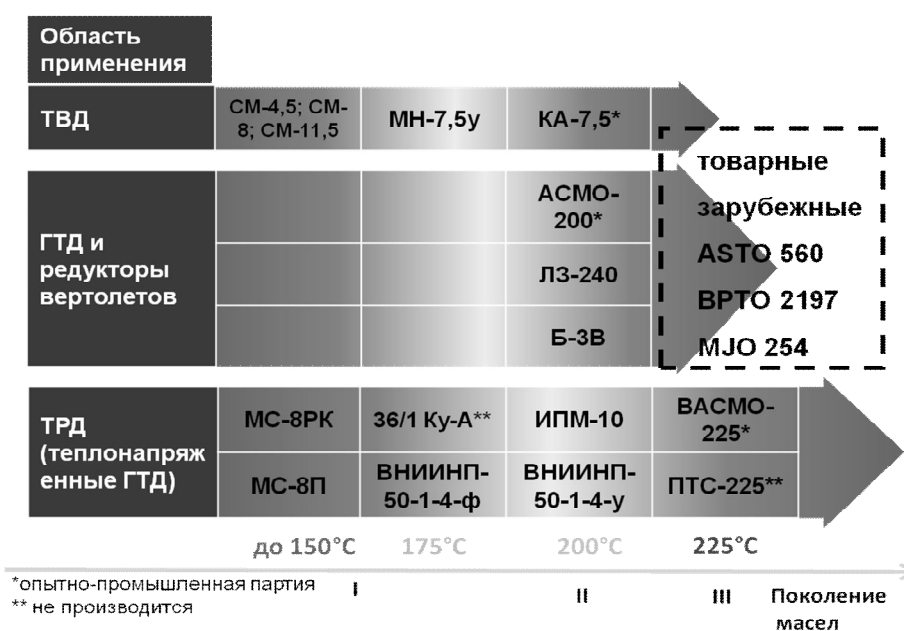 Область
применения
ТВД
СМ-4,5; СМ-
8; СМ-11,5
МН-7,5у
КА-7,5*
ГТД и
редукторы
вертолетов
АСМО-
200*
ЛЗ-240
Б-3В
товарные
зарубежные
ASTO 560
BPTO 2197
MJO 254
ТРД
(теплонапряж
енные ГТД)
МС-8РК
36/1 Ку-А**
ИПМ-10
ВАСМО-
225*
МС-8П
ВНИИНП-
50-1-4-ф
ВНИИНП-
50-1-4-у
ПТС-225**
до 150°С
175°С
200°С
225°С
*опытно-промышленная партия
** не производится
I
II
III
Поколение
масел